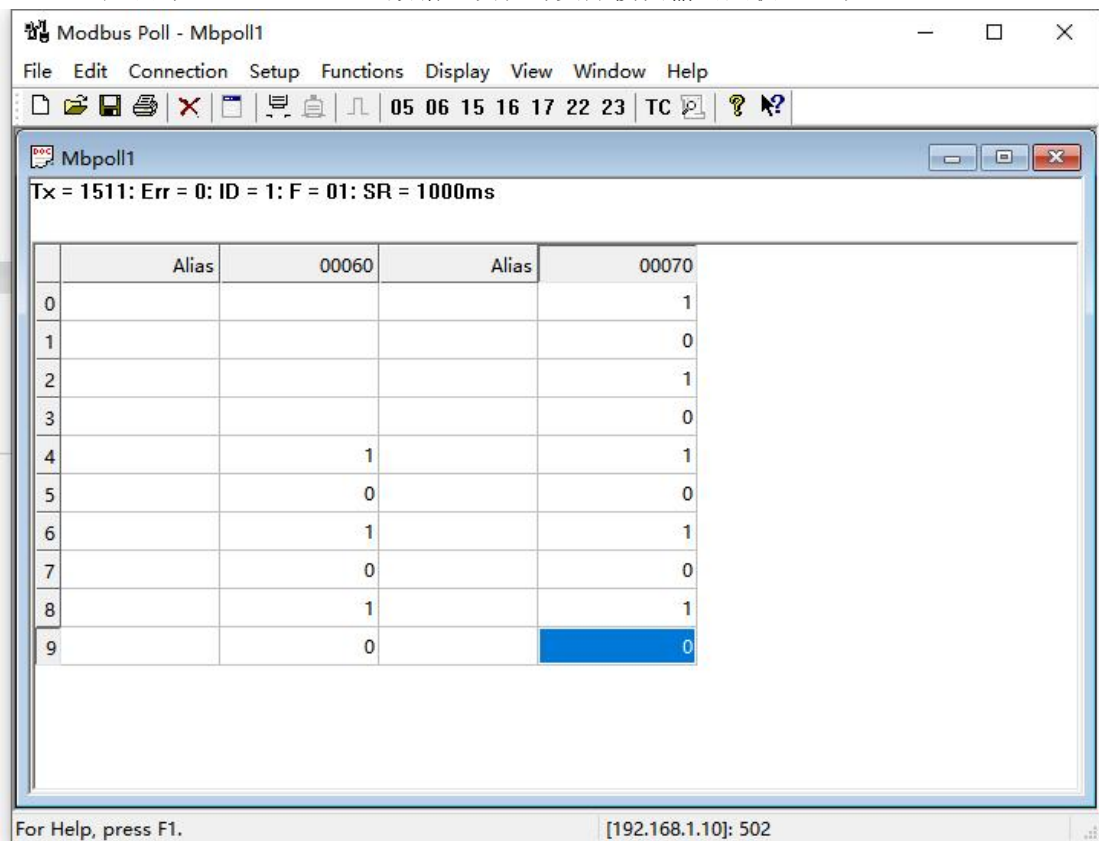 Modbus Poll - Mbpoll1
File Edit Connection Setup Functions Display View Window Help
05 06 15 16 17 22 23 TC
Mbpoll1
Tx = 1511: Err = 0: ID = 1: F = 01: SR = 1000ms
Alias 00060 Alias 00070
0 1
1 0
2 1
3 0
4 1 1
5 0 0
6 1 1
7 0 0
8 1 1
9 0 0
For Help, press F1. [192.168.1.10]: 502